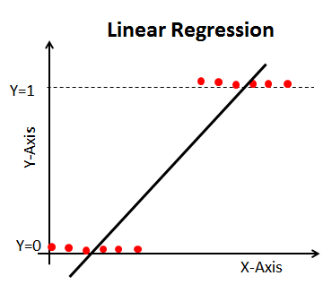 Linear Regression
Y=1
Y-Axis
Y=0
X-Axis